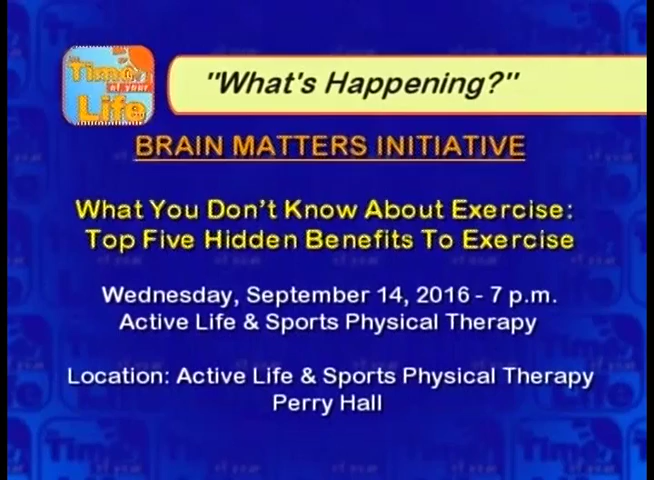 the
Time
of your
Life
"What's Happening?"
BRAIN MATTERS INITIATIVE
What You Don't Know About Exercise:
Top Five Hidden Benefits To Exercise
Wednesday, September 14, 2016 - 7 p.m.
Active Life & Sports Physical Therapy
Location: Active Life & Sports Physical Therapy
Perry Hall